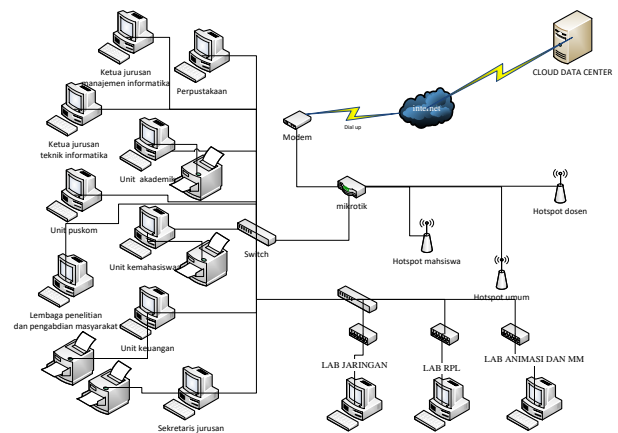 Ketua jurusan
manajemen informatika
Perpustakaan
CLOUD DATA CENTER
internet
Modem
Dial up
Ketua jurusan
teknik informatika
Unit akademik
mikrotik
Hotspot dosen
Unit puskom
Unit kemahasiswa
Switch
Hotspot mahsiswa
Hotspot umum
Lembaga penelitian
dan pengabdian masyarakat
Unit keuangan
LAB JARINGAN
LAB RPL
LAB ANIMASI DAN MM
Sekretaris jurusan